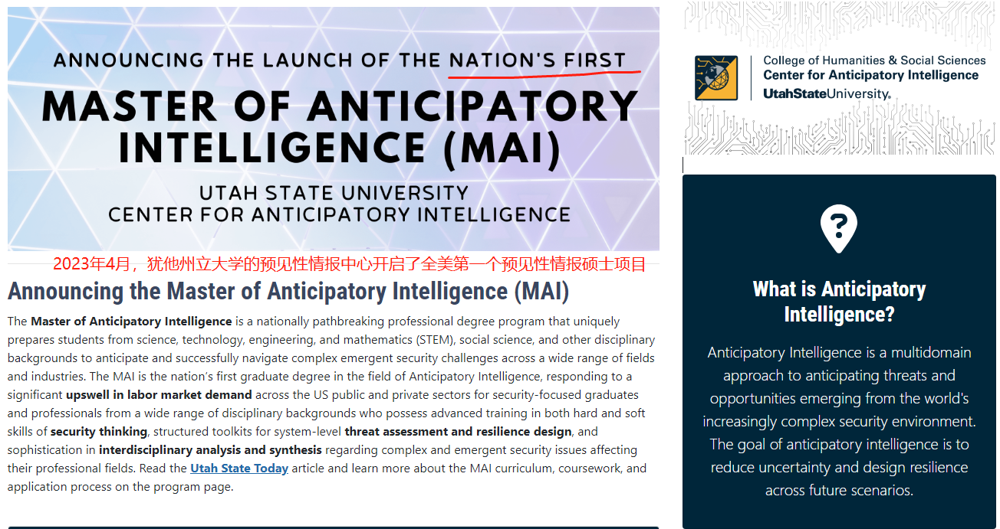 ANNOUNCING THE LAUNCH OF THE NATION'S FIRST
MASTER OF ANTICIPATORY
INTELLIGENCE (MAI)
UTAH STATE UNIVERSITY
CENTER FOR ANTICIPATORY INTELLIGENCE
2023年4月，犹他州立大学的预见性情报中心开启了全美第一个预见性情报硕士项目
Announcing the Master of Anticipatory Intelligence (MAI)
The Master of Anticipatory Intelligence is a nationally pathbreaking professional degree program that uniquely
prepares students from science, technology, engineering, and mathematics (STEM), social science, and other disciplinary
backgrounds to anticipate and successfully navigate complex emergent security challenges across a wide range of fields
and industries. The MAI is the nation’s first graduate degree in the field of Anticipatory Intelligence, responding to a
significant upswell in labor market demand across the US public and private sectors for security-focused graduates
and professionals from a wide range of disciplinary backgrounds who possess advanced training in both hard and soft
skills of security thinking, structured toolkits for system-level threat assessment and resilience design, and
sophistication in interdisciplinary analysis and synthesis regarding complex and emergent security issues affecting
their professional fields. Read the Utah State Today article and learn more about the MAI curriculum, coursework, and
application process on the program page.
College of Humanities & Social Sciences
Center for Anticipatory Intelligence
UtahStateUniversity.
What is Anticipatory
Intelligence?
Anticipatory Intelligence is a multidomain
approach to anticipating threats and
opportunities emerging from the world's
increasingly complex security environment.
The goal of anticipatory intelligence is to
reduce uncertainty and design resilience
across future scenarios.